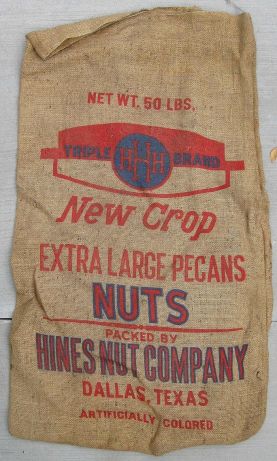 NET WT. 50 LBS.
TRIPLE HHH BRAND
New Crop
EXTRA LARGE PECANS
NUTS
PACKED BY
HINES NUT COMPANY
DALLAS, TEXAS
ARTIFICIALLY COLORED